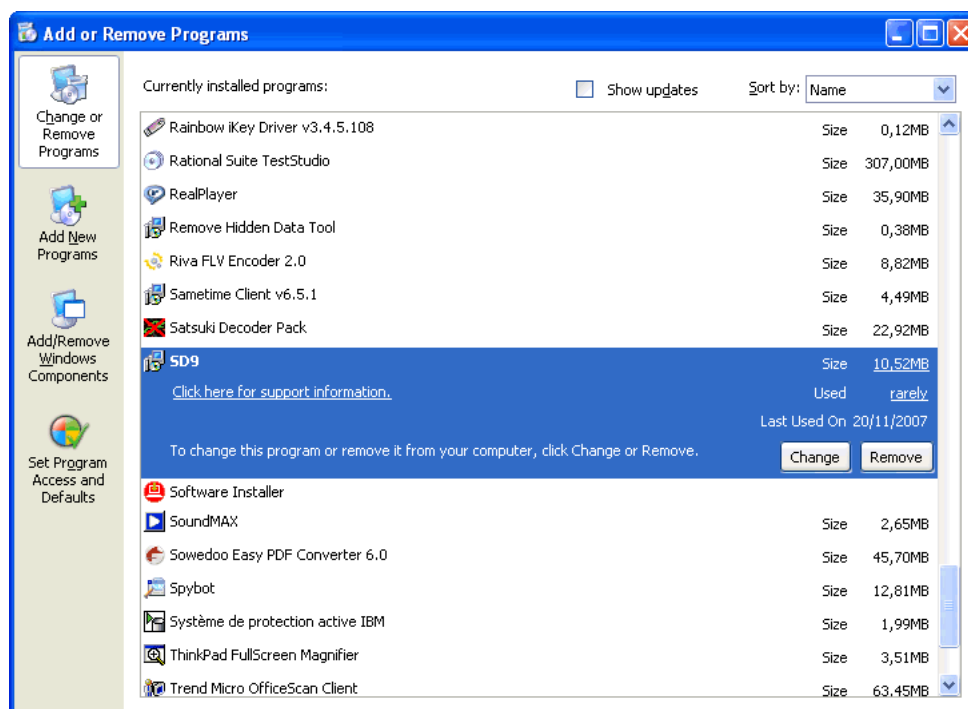 Add or Remove Programs
Change or
Remove
Programs
Add New
Programs
Add/Remove
Windows
Components
Set Program
Access and
Defaults
Currently installed programs: Show updates Sort by: Name
Rainbow iKey Driver v3.4.5.108 Size 0,12MB
Rational Suite TestStudio Size 307,00MB
RealPlayer Size 35,90MB
Remove Hidden Data Tool Size 0,38MB
Riva FLV Encoder 2.0 Size 8,82MB
Sametime Client v6.5.1 Size 4,49MB
Satsuki Decoder Pack Size 22,92MB
SD9 Size 10,52MB
Click here for support information. Used rarely
Last Used On 20/11/2007
To change this program or remove it from your computer, click Change or Remove. Change Remove
Software Installer
SoundMAX Size 2,65MB
Sowedoo Easy PDF Converter 6.0 Size 45,70MB
Spybot Size 12,81MB
Système de protection active IBM Size 1,99MB
ThinkPad FullScreen Magnifier Size 3,51MB
Trend Micro OfficeScan Client Size 63,45MB